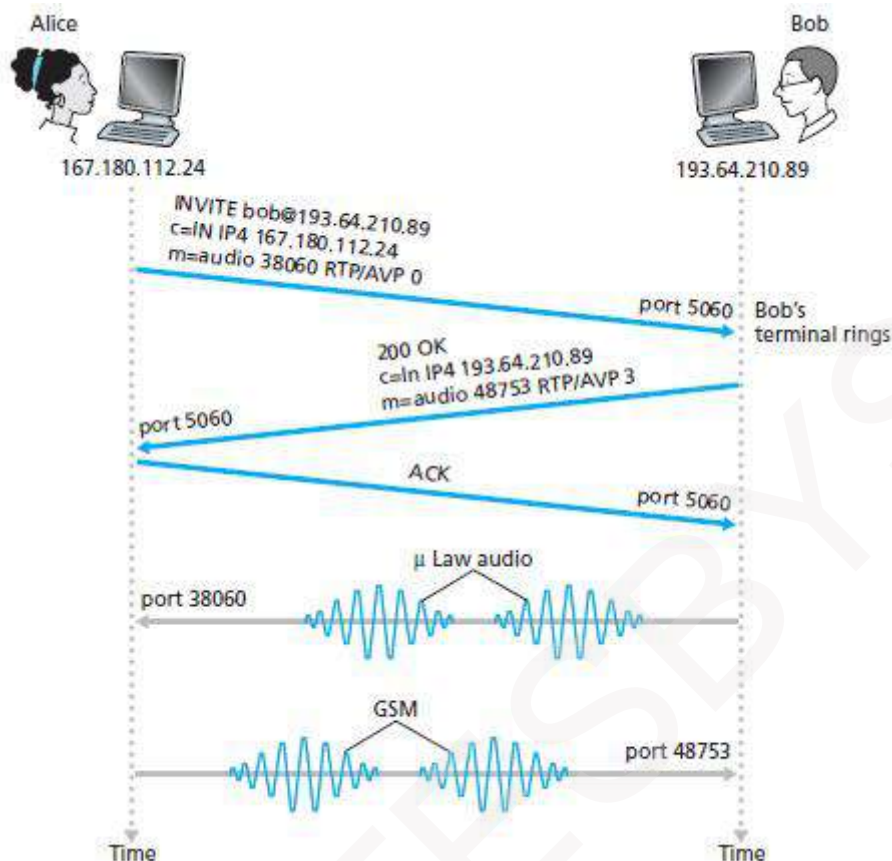 Alice
Bob
167.180.112.24
193.64.210.89
INVITE bob@193.64.210.89
c=IN IP4 167.180.112.24
m=audio 38060 RTP/AVP 0
port 5060
Bob's
terminal rings
200 OK
c=In IP4 193.64.210.89
m=audio 48753 RTP/AVP 3
port 5060
ACK
port 5060
μ Law audio
port 38060
GSM
port 48753
Time
Time